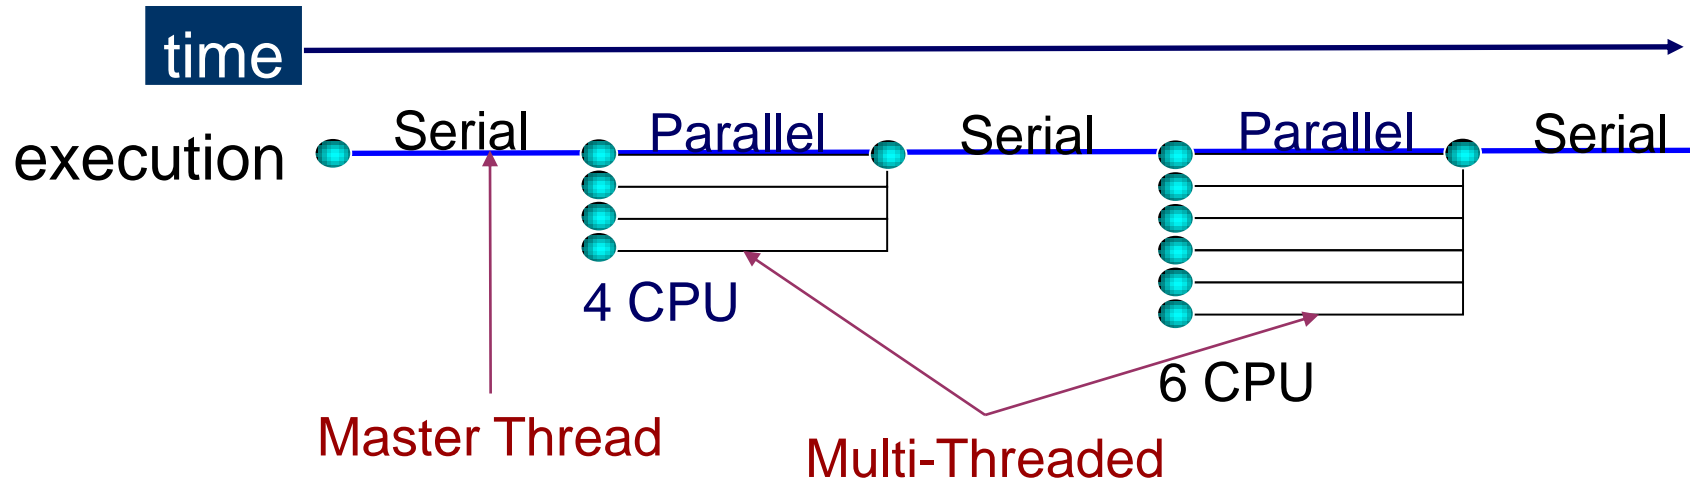 time
execution
Serial
Parallel
Serial
Parallel
Serial
4 CPU
6 CPU
Master Thread
Multi-Threaded